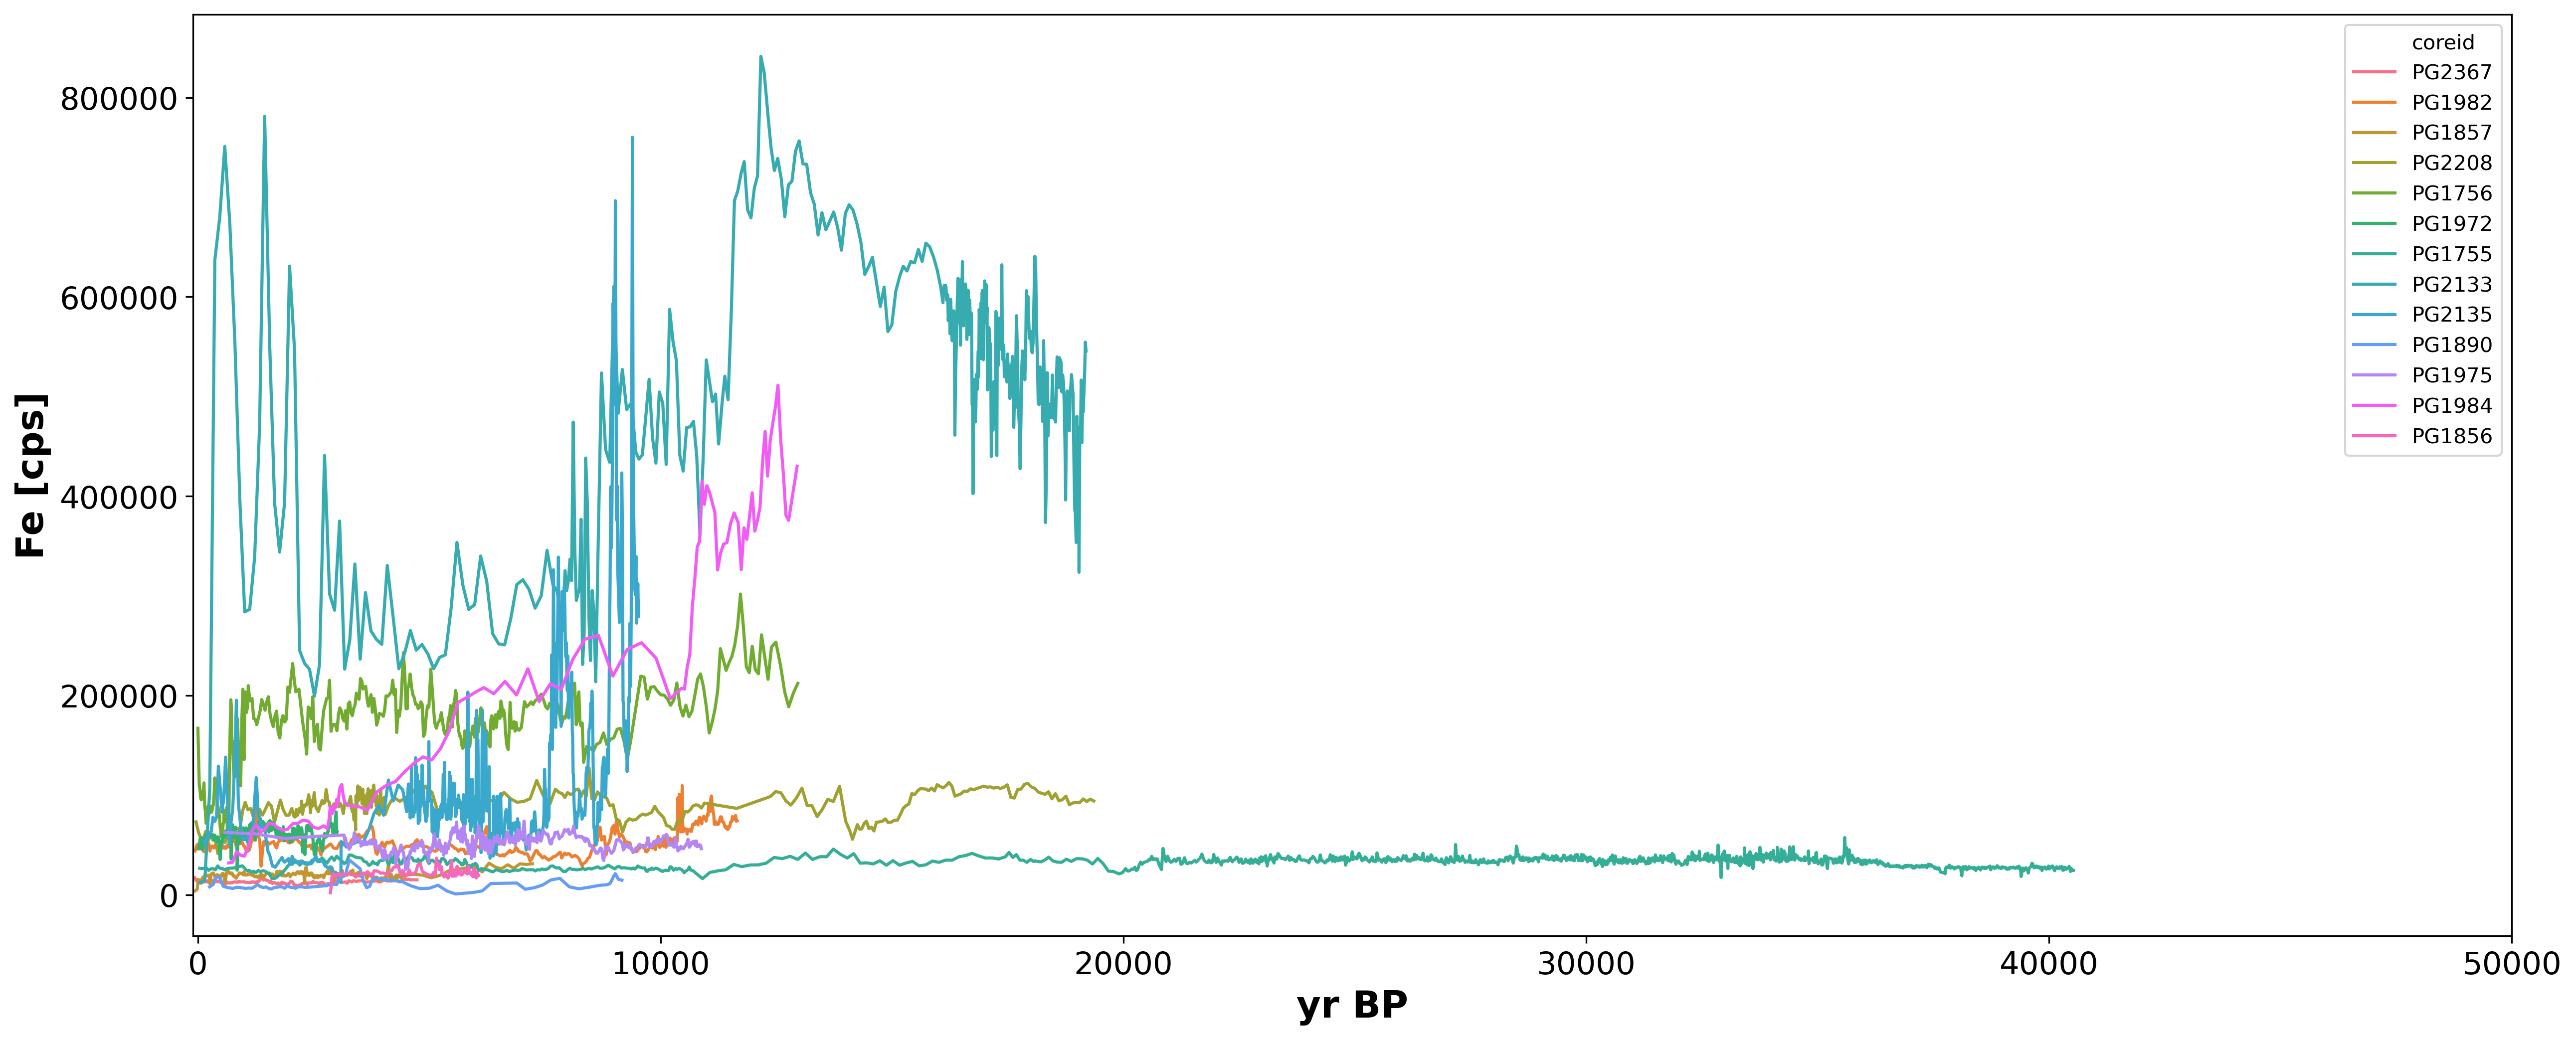 Fe [cps]
800000
600000
400000
200000
0
0 10000 20000 30000 40000 50000
yr BP
coreid
PG2367
PG1982
PG1857
PG2208
PG1756
PG1972
PG1755
PG2133
PG2135
PG1890
PG1975
PG1984
PG1856